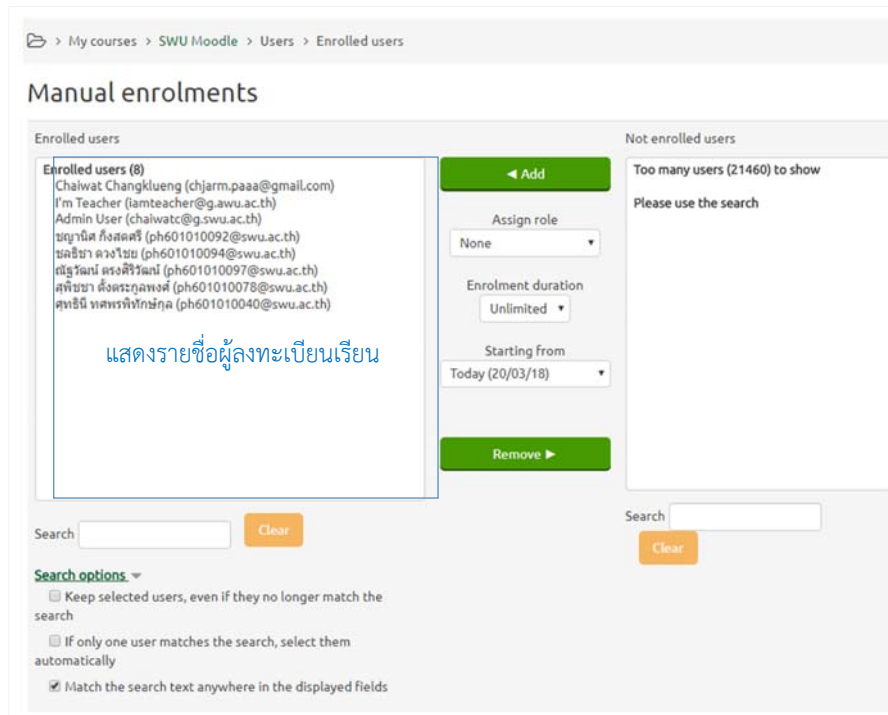 > My courses > SWU Moodle > Users > Enrolled users
Manual enrolments
Enrolled users
Enrolled users (8)
Chaiwat Changklueng (chjarm.paaa@gmail.com)
I'm Teacher (iamteacher@g.awu.ac.th)
Admin User (chaiwatc@g.swu.ac.th)
ชญานิศ กิ่งสดศรี (ph601010092@swu.ac.th)
ชลธิชา ดวงไชย (ph601010094@swu.ac.th)
ณัฐวัฒน์ ตรงศิริวัฒน์ (ph601010097@swu.ac.th)
สุพิชชา ตั้งตระกูลพงศ์ (ph601010078@swu.ac.th)
ศุทธินี ทศพรพิทักษ์กุล (ph601010040@swu.ac.th)
แสดงรายชื่อผู้ลงทะเบียนเรียน
Search Clear
Search options
Keep selected users, even if they no longer match the
search
If only one user matches the search, select them
automatically
Match the search text anywhere in the displayed fields
◄ Add
Assign role
None
Enrolment duration
Unlimited
Starting from
Today (20/03/18)
Remove ►
Not enrolled users
Too many users (21460) to show
Please use the search
Search
Clear